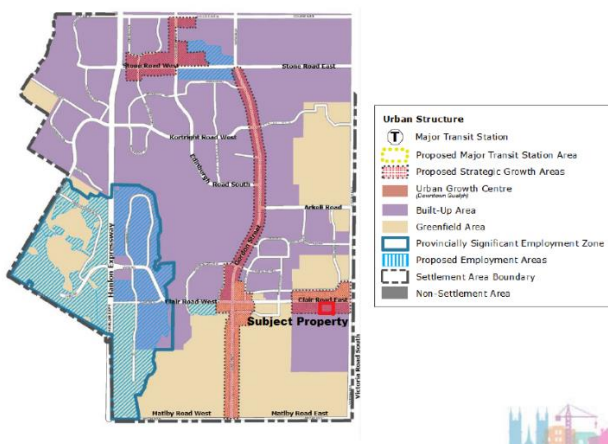 Stone Road West
Stone Road East
Kortright Road West
Edinburgh
Road South
Arkell Road
Gordon Street
Hanlon Expressway
Clair Road West
Clair Road East
Subject Property
Victoria Road South
Maltby Road West
Maltby Road East
Urban Structure
T Major Transit Station
Proposed Major Transit Station Area
Proposed Strategic Growth Areas
Urban Growth Centre
(Downtown Guelph)
Built-Up Area
Greenfield Area
Provincially Significant Employment Zone
Proposed Employment Areas
Settlement Area Boundary
Non-Settlement Area